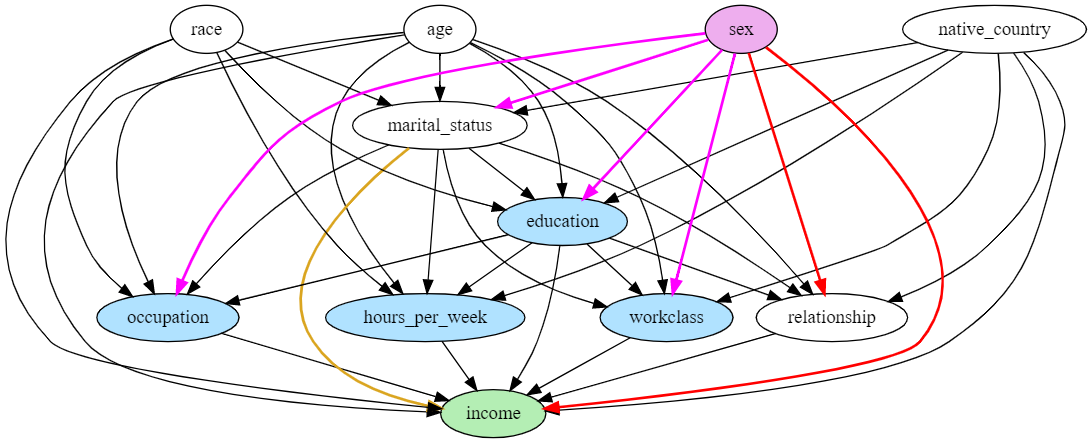 race
age
sex
native_country
marital_status
education
occupation
hours_per_week
workclass
relationship
income